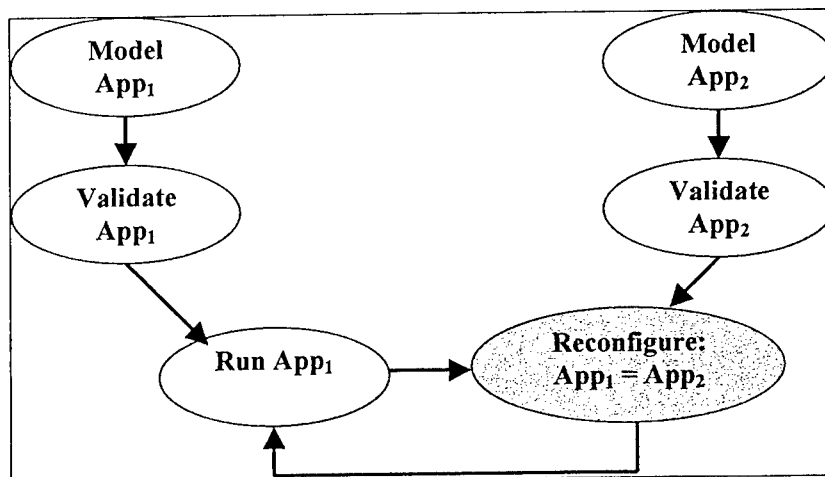 Model
App₁
Model
App₂
Validate
App₁
Validate
App₂
Run App₁
Reconfigure:
App₁ = App₂